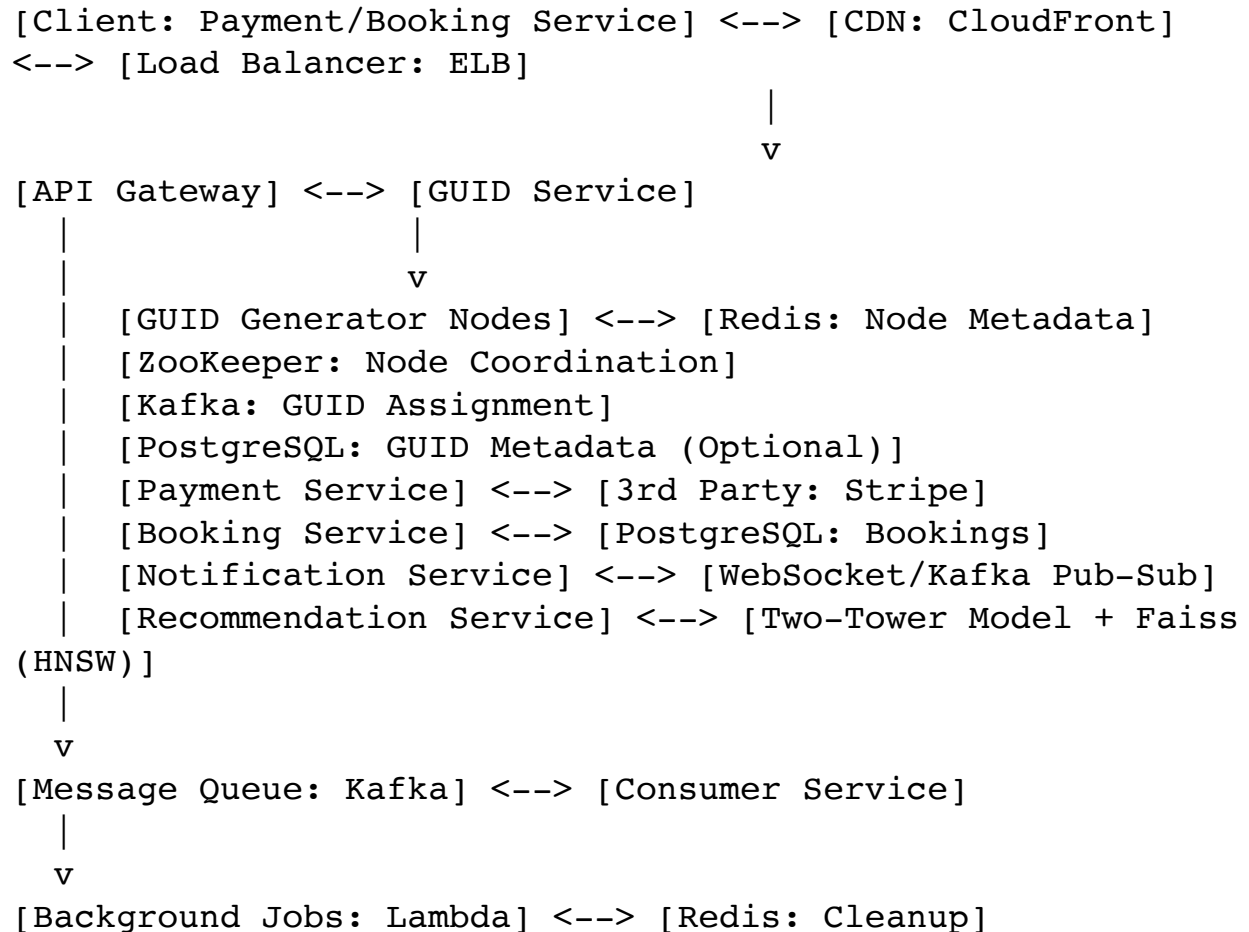 [Client: Payment/Booking Service] <--> [CDN: CloudFront]
<--> [Load Balancer: ELB]
|
v
[API Gateway] <--> [GUID Service]
| |
| v
| [GUID Generator Nodes] <--> [Redis: Node Metadata]
| [ZooKeeper: Node Coordination]
| [Kafka: GUID Assignment]
| [PostgreSQL: GUID Metadata (Optional)]
| [Payment Service] <--> [3rd Party: Stripe]
| [Booking Service] <--> [PostgreSQL: Bookings]
| [Notification Service] <--> [WebSocket/Kafka Pub-Sub]
| [Recommendation Service] <--> [Two-Tower Model + Faiss
(HNSW)]
|
v
[Message Queue: Kafka] <--> [Consumer Service]
|
v
[Background Jobs: Lambda] <--> [Redis: Cleanup]